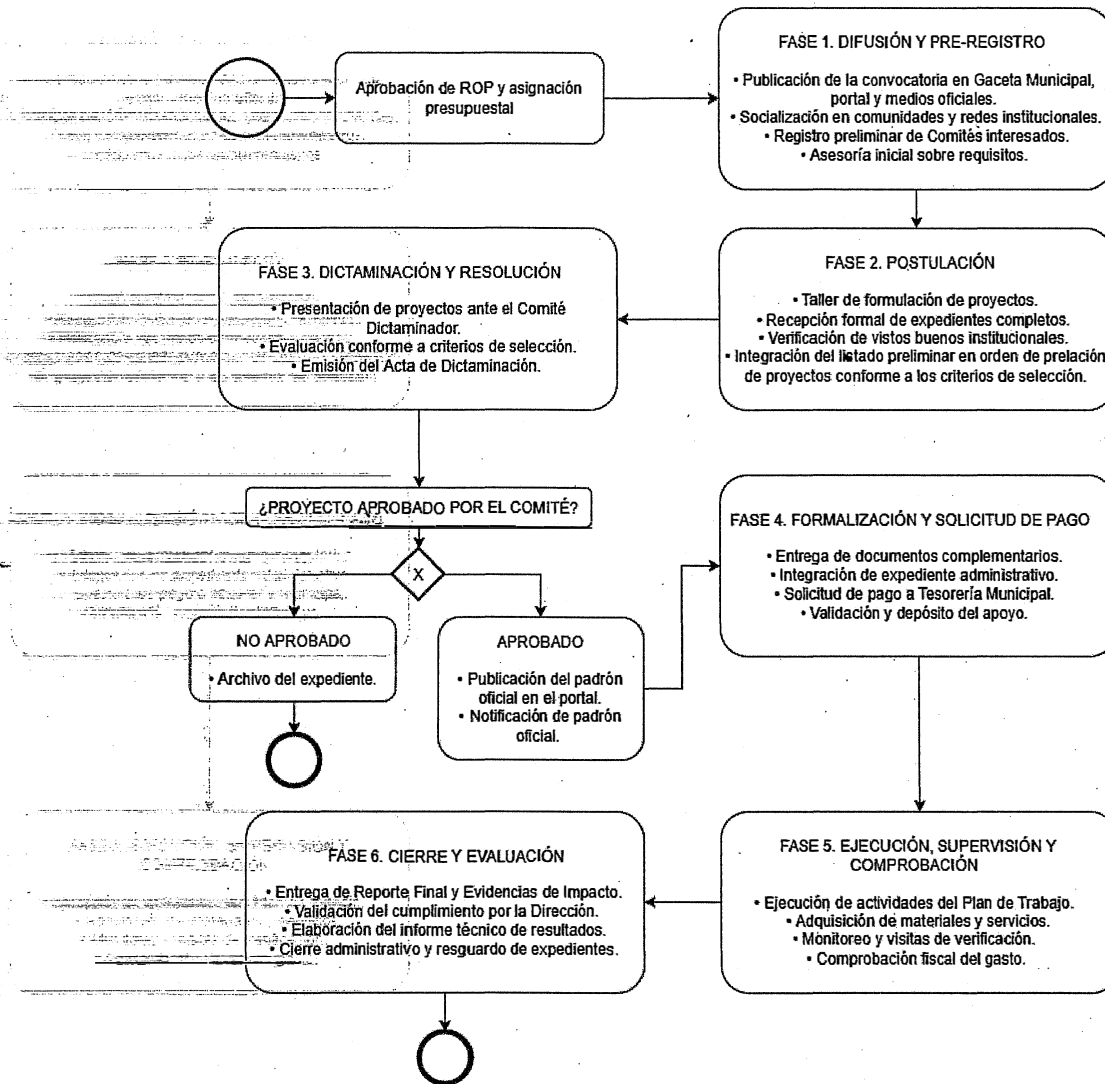 Aprobación de ROP y asignación
presupuestal
FASE 1. DIFUSIÓN Y PRE-REGISTRO
• Publicación de la convocatoria en Gaceta Municipal,
portal y medios oficiales.
• Socialización en comunidades y redes institucionales.
• Registro preliminar de Comités interesados.
• Asesoría inicial sobre requisitos.
FASE 2. POSTULACIÓN
• Taller de formulación de proyectos.
• Recepción formal de expedientes completos.
• Verificación de vistos buenos institucionales.
• Integración del listado preliminar en orden de prelación
de proyectos conforme a los criterios de selección.
FASE 3. DICTAMINACIÓN Y RESOLUCIÓN
• Presentación de proyectos ante el Comité
Dictaminador.
• Evaluación conforme a criterios de selección.
• Emisión del Acta de Dictaminación.
¿PROYECTO APROBADO POR EL COMITÉ?
X
NO APROBADO
• Archivo del expediente.
APROBADO
• Publicación del padrón
oficial en el portal.
• Notificación de padrón
oficial.
FASE 4. FORMALIZACIÓN Y SOLICITUD DE PAGO
• Entrega de documentos complementarios.
• Integración de expediente administrativo.
• Solicitud de pago a Tesorería Municipal.
• Validación y depósito del apoyo.
FASE 5. EJECUCIÓN, SUPERVISIÓN Y
COMPROBACIÓN
• Ejecución de actividades del Plan de Trabajo.
• Adquisición de materiales y servicios.
• Monitoreo y visitas de verificación.
• Comprobación fiscal del gasto.
FASE 6. CIERRE Y EVALUACIÓN
• Entrega de Reporte Final y Evidencias de Impacto.
• Validación del cumplimiento por la Dirección.
• Elaboración del informe técnico de resultados.
• Cierre administrativo y resguardo de expedientes.